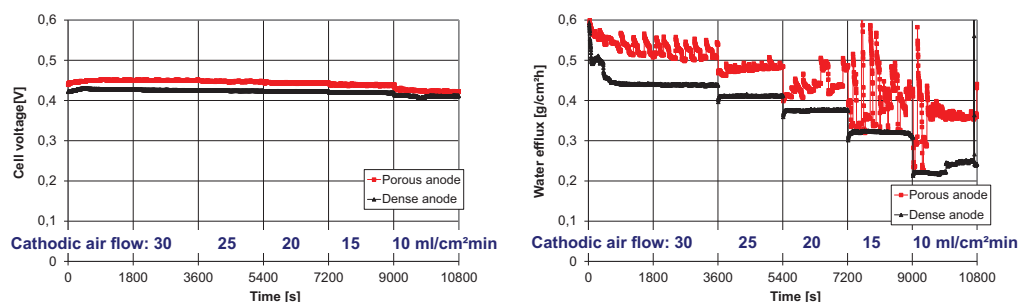 0,6
0,5
0,4
0,3
0,2
0,1
0
Cell voltage[V]
Porous anode
Dense anode
Cathodic air flow: 30 25 20 15 10 ml/cm²min
0 1800 3600 5400 7200 9000 10800
Time [s]
0,6
0,5
0,4
0,3
0,2
0,1
0
Water efflux [g/cm²h]
Porous anode
Dense anode
Cathodic air flow: 30 25 20 15 10 ml/cm²min
0 1800 3600 5400 7200 9000 10800
Time [s]